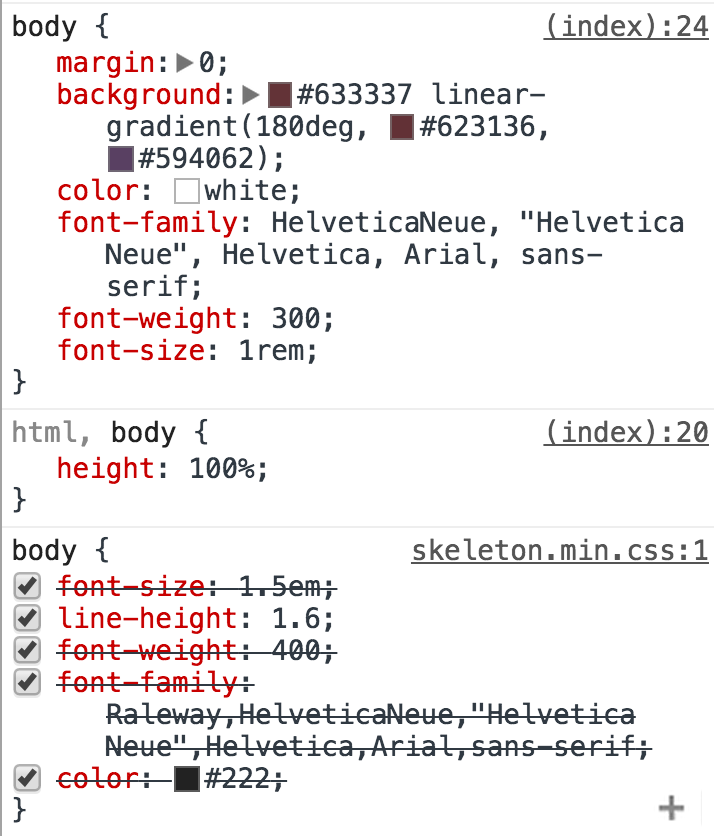 body { (index):24
margin: 0;
background: #633337 linear-
gradient(180deg, #623136,
#594062);
color: white;
font-family: HelveticaNeue, "Helvetica
Neue", Helvetica, Arial, sans-
serif;
font-weight: 300;
font-size: 1rem;
}
html, body { (index):20
height: 100%;
}
body { skeleton.min.css:1
font-size: 1.5em;
line-height: 1.6;
font-weight: 400;
font-family:
Raleway,HelveticaNeue,"Helvetica
Neue",Helvetica,Arial,sans-serif;
color: #222;
}